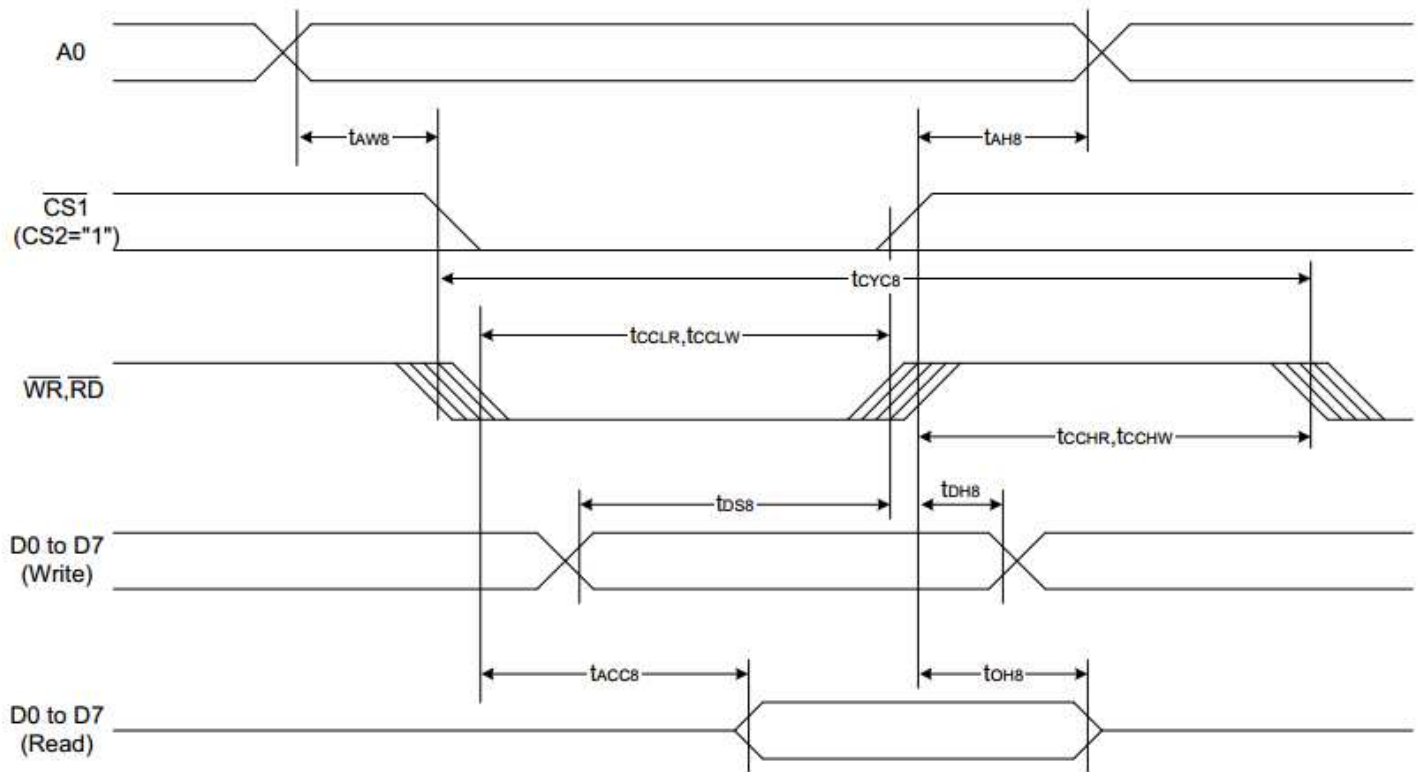 A0
tAW8
tAH8
CS1
(CS2="1")
tCYC8
tCCLR,tCCLW
WR,RD
tCCHR,tCCHW
tDS8
tDH8
D0 to D7
(Write)
tACC8
tOH8
D0 to D7
(Read)